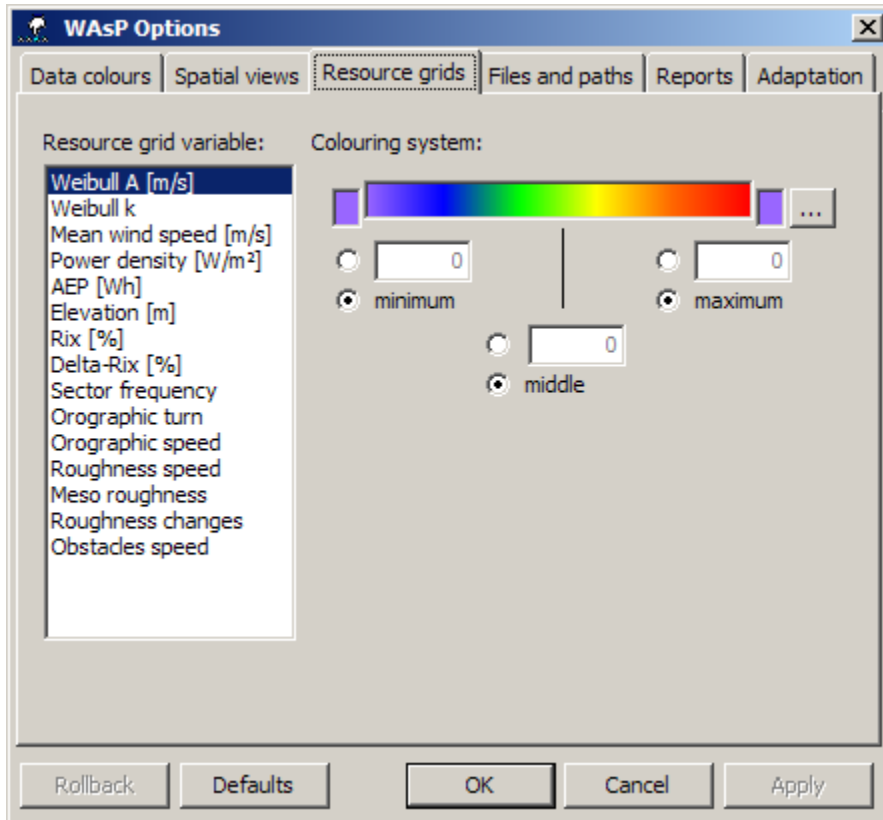 WAsP Options
Data colours Spatial views Resource grids Files and paths Reports Adaptation
Resource grid variable: Colouring system:
Weibull A [m/s]
Weibull k
Mean wind speed [m/s]
Power density [W/m²]
AEP [Wh]
Elevation [m]
Rix [%]
Delta-Rix [%]
Sector frequency
Orographic turn
Orographic speed
Roughness speed
Meso roughness
Roughness changes
Obstacles speed
...
0 0
minimum maximum
0
middle
Rollback Defaults OK Cancel Apply